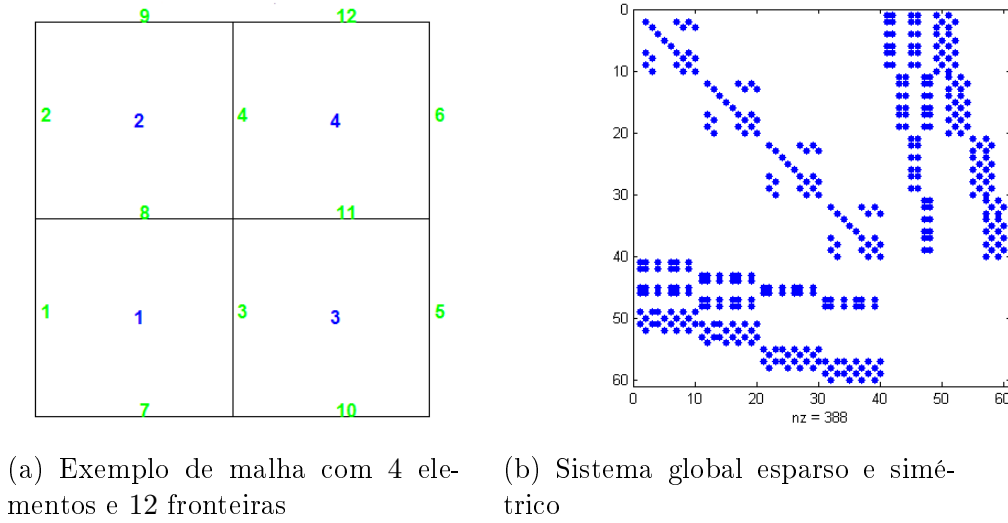 9 12
2 2 4 4 6
8 11
1 1 3 3 5
7 10
0
10
20
30
40
50
60
0 10 20 30 40 50 60
nz = 388
(a) Exemplo de malha com 4 ele-
mentos e 12 fronteiras
(b) Sistema global esparso e simé-
trico